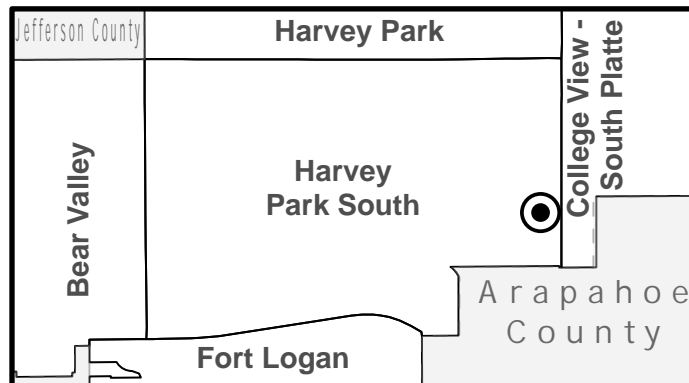 Jefferson County
Harvey Park
College View -
South Platte
Bear Valley
Harvey
Park South
Arapahoe
County
Fort Logan